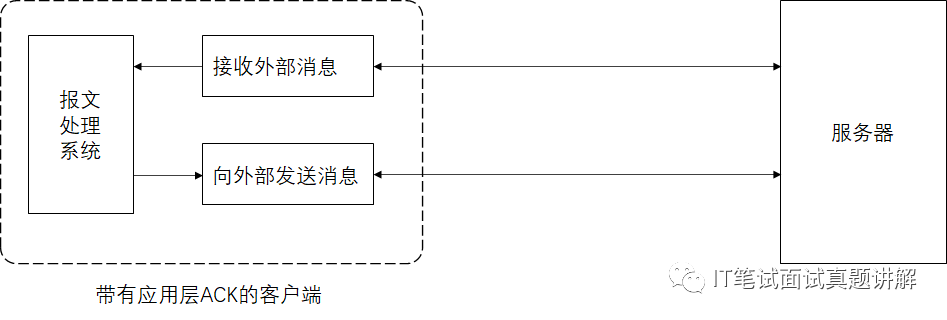 报文
处理
系统
接收外部消息
向外部发送消息
服务器
带有应用层ACK的客户端
IT笔试面试真题讲解